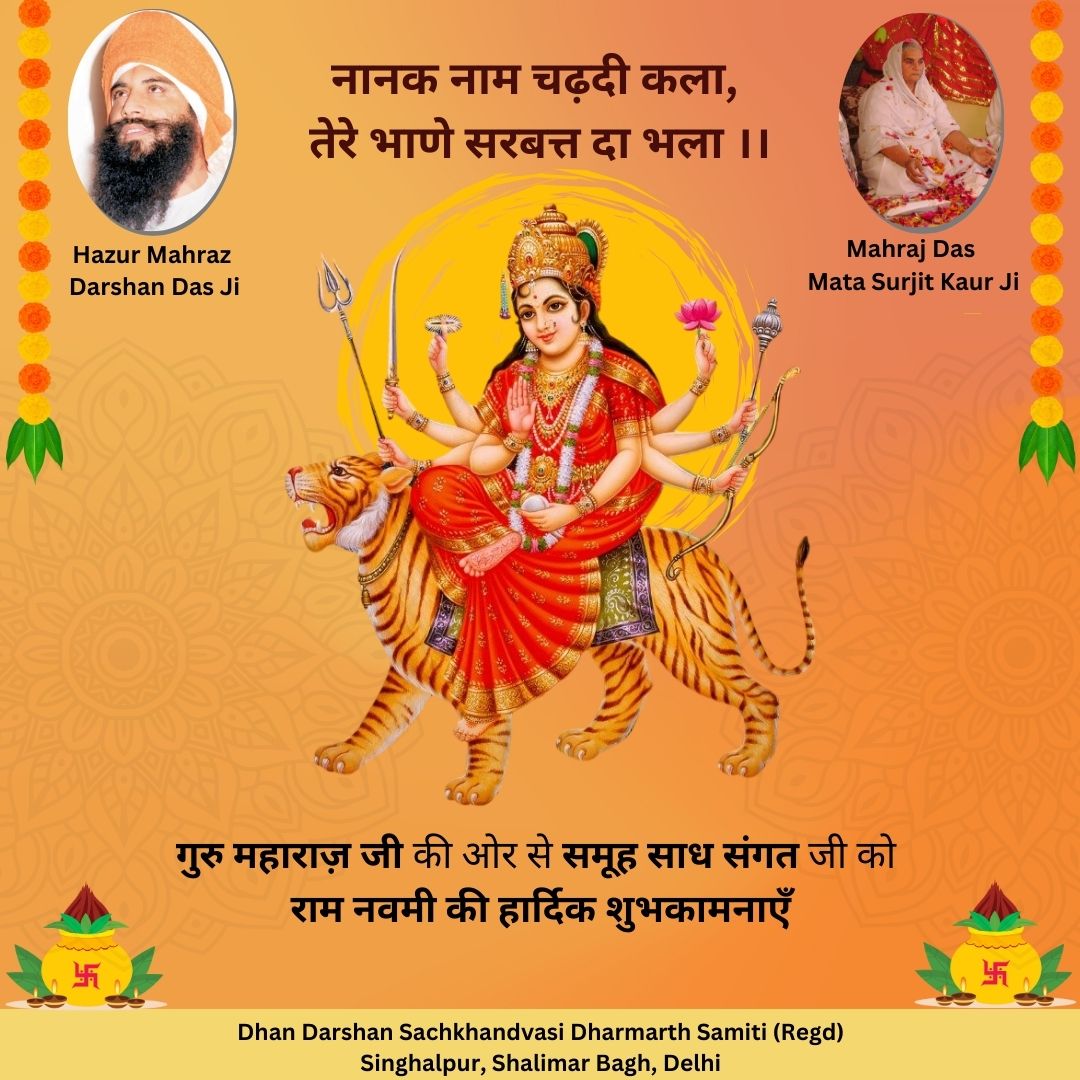 नानक नाम चढ़दी कला,
तेरे भाणे सरबत्त दा भला ।।
Hazur Mahraz
Darshan Das Ji
Mahraj Das
Mata Surjit Kaur Ji
गुरु महाराज़ जी की ओर से समूह साध संगत जी को
राम नवमी की हार्दिक शुभकामनाएँ
Dhan Darshan Sachkhandvasi Dharmarth Samiti (Regd)
Singhalpur, Shalimar Bagh, Delhi